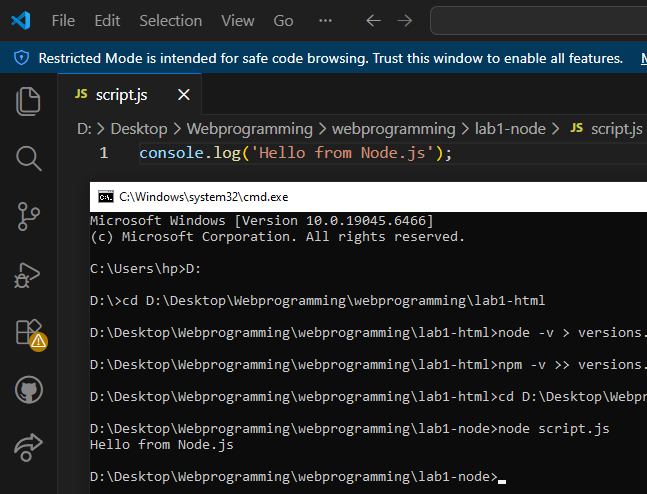 File Edit Selection View Go ···
Restricted Mode is intended for safe code browsing. Trust this window to enable all features.
JS script.js
D: > Desktop > Webprogramming > webprogramming > lab1-node > JS script.js
1 console.log('Hello from Node.js');
C:\Windows\system32\cmd.exe
Microsoft Windows [Version 10.0.19045.6466]
(c) Microsoft Corporation. All rights reserved.
C:\Users\hp>D:
D:\>cd D:\Desktop\Webprogramming\webprogramming\lab1-html
D:\Desktop\Webprogramming\webprogramming\lab1-html>node -v > versions.
D:\Desktop\Webprogramming\webprogramming\lab1-html>npm -v >> versions.
D:\Desktop\Webprogramming\webprogramming\lab1-html>cd D:\Desktop\Webpr
D:\Desktop\Webprogramming\webprogramming\lab1-node>node script.js
Hello from Node.js
D:\Desktop\Webprogramming\webprogramming\lab1-node>